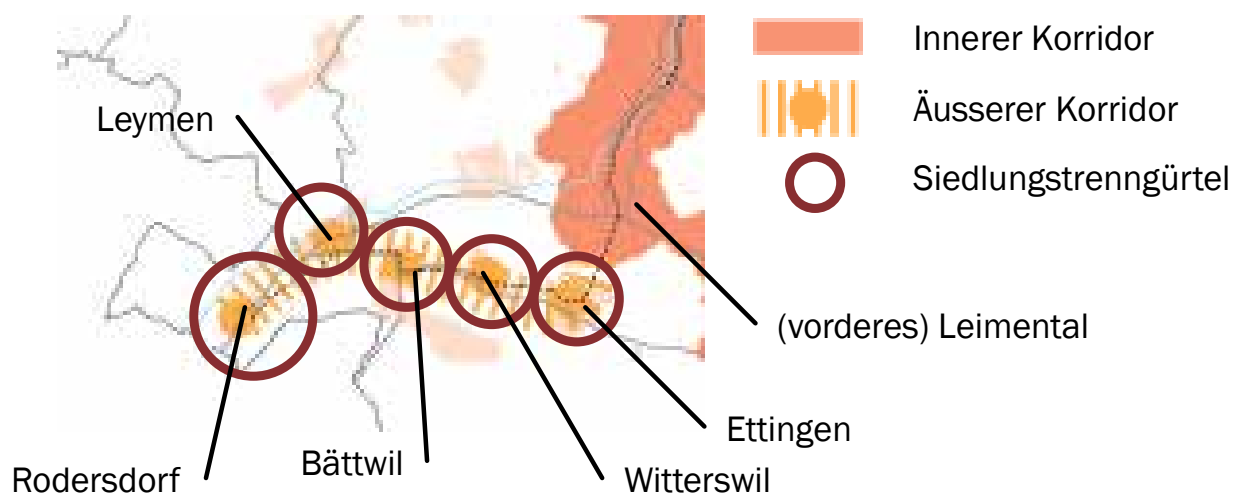 Innerer Korridor
Äusserer Korridor
Siedlungstrenngürtel
Leymen
(vorderes) Leimental
Ettingen
Bättwil
Witterswil
Rodersdorf